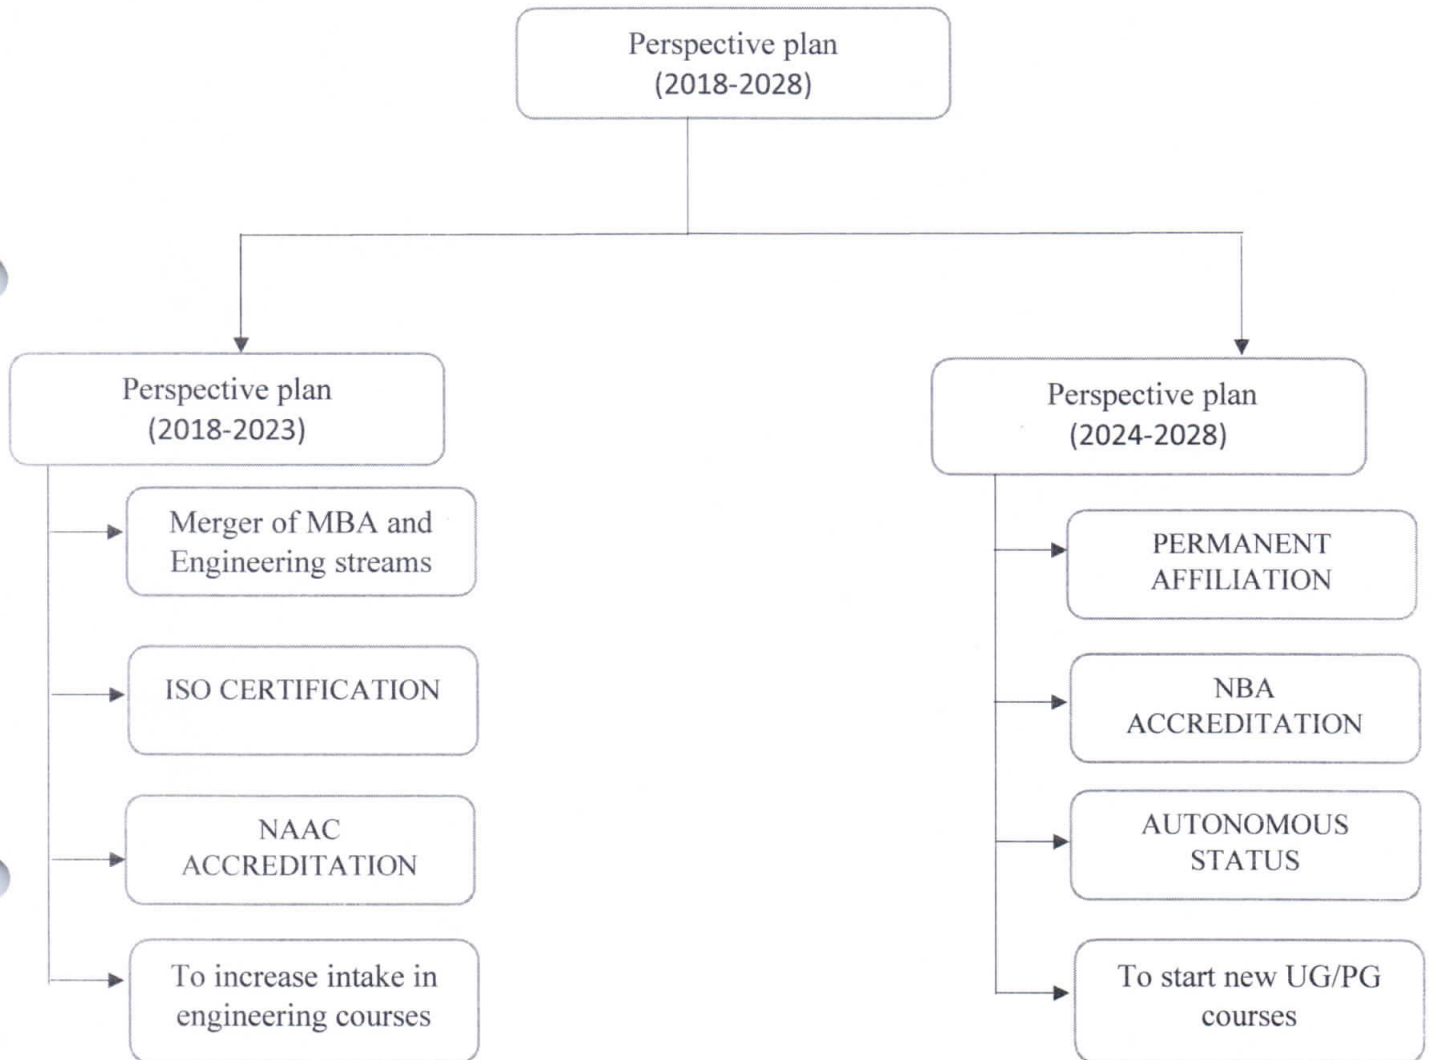 Perspective plan
(2018-2028)
Perspective plan
(2018-2023)
Merger of MBA and
Engineering streams
ISO CERTIFICATION
NAAC
ACCREDITATION
To increase intake in
engineering courses
Perspective plan
(2024-2028)
PERMANENT
AFFILIATION
NBA
ACCREDITATION
AUTONOMOUS
STATUS
To start new UG/PG
courses